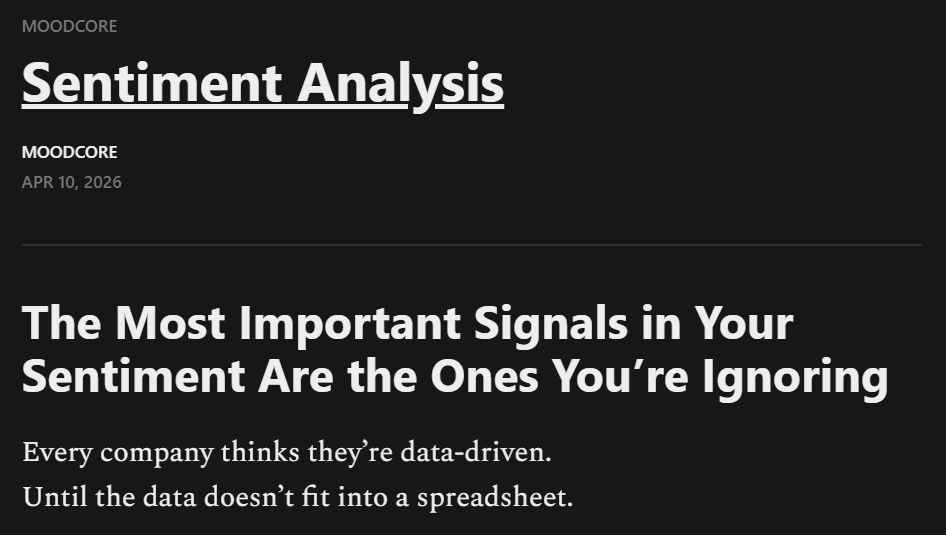 MOODCORE
Sentiment Analysis
MOODCORE
APR 10, 2026
The Most Important Signals in Your
Sentiment Are the Ones You’re Ignoring
Every company thinks they’re data-driven.
Until the data doesn’t fit into a spreadsheet.